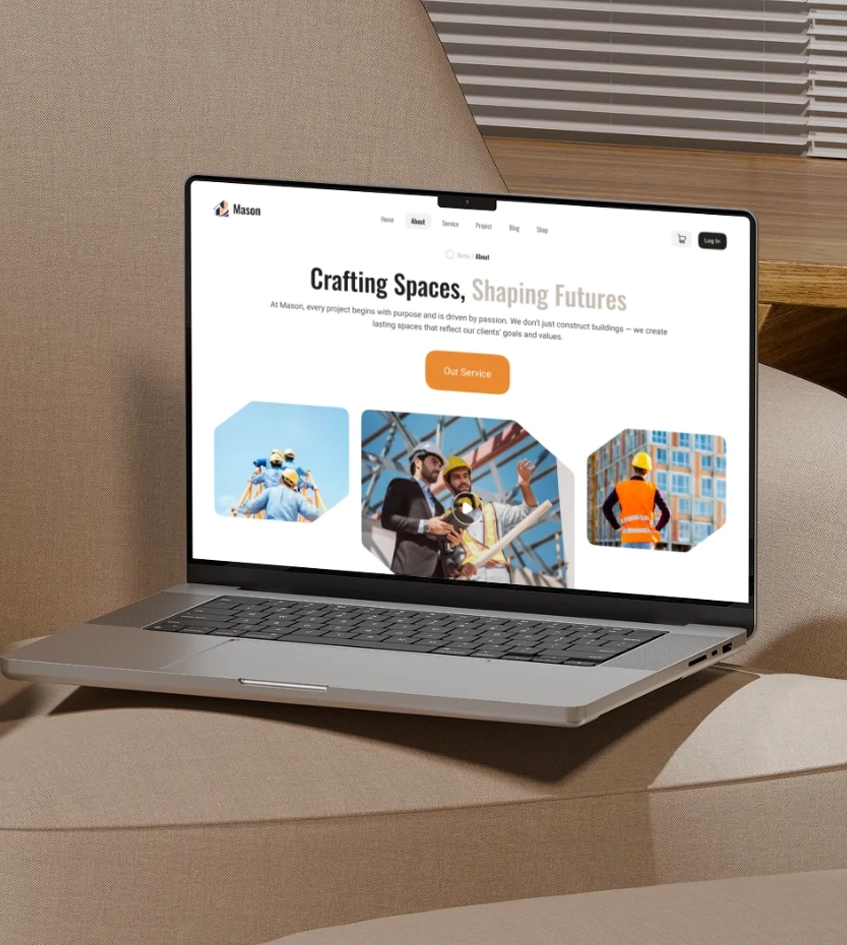 Mason
Home About Service Project Blog Shop
Log In
Home / About
Crafting Spaces, Shaping Futures
At Mason, every project begins with purpose and is driven by passion. We don't just construct buildings — we create
lasting spaces that reflect our clients' goals and values.
Our Service